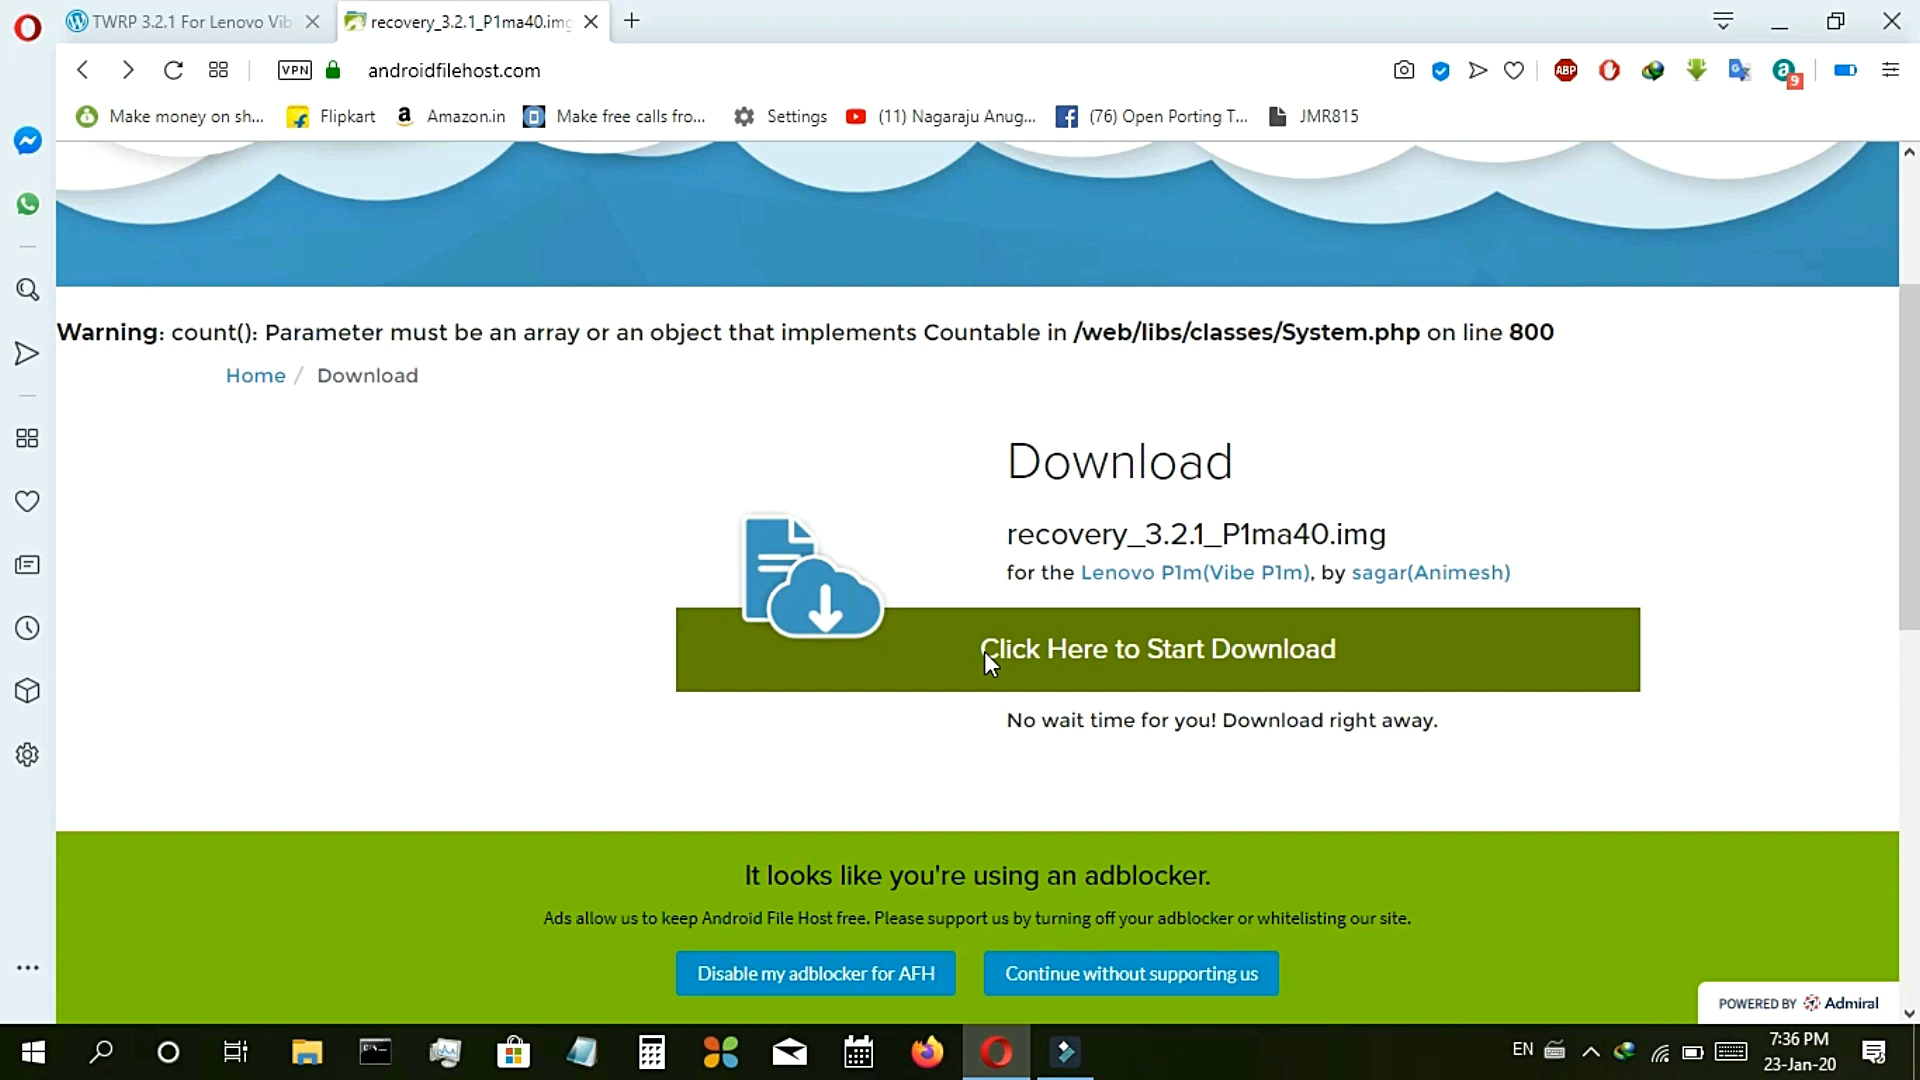 TWRP 3.2.1 For Lenovo Vib
recovery_3.2.1_P1ma40.img
VPN
androidfilehost.com
ABP
9
Make money on sh...
Flipkart
Amazon.in
Make free calls fro...
Settings
(11) Nagaraju Anug...
(76) Open Porting T...
JMR815
Warning: count(): Parameter must be an array or an object that implements Countable in /web/libs/classes/System.php on line 800
Home / Download
Download
recovery_3.2.1_P1ma40.img
for the Lenovo P1m(Vibe P1m), by sagar(Animesh)
Click Here to Start Download
No wait time for you! Download right away.
It looks like you're using an adblocker.
Ads allow us to keep Android File Host free. Please support us by turning off your adblocker or whitelisting our site.
Disable my adblocker for AFH
Continue without supporting us
POWERED BY Admiral
EN
7:36 PM
23-Jan-20